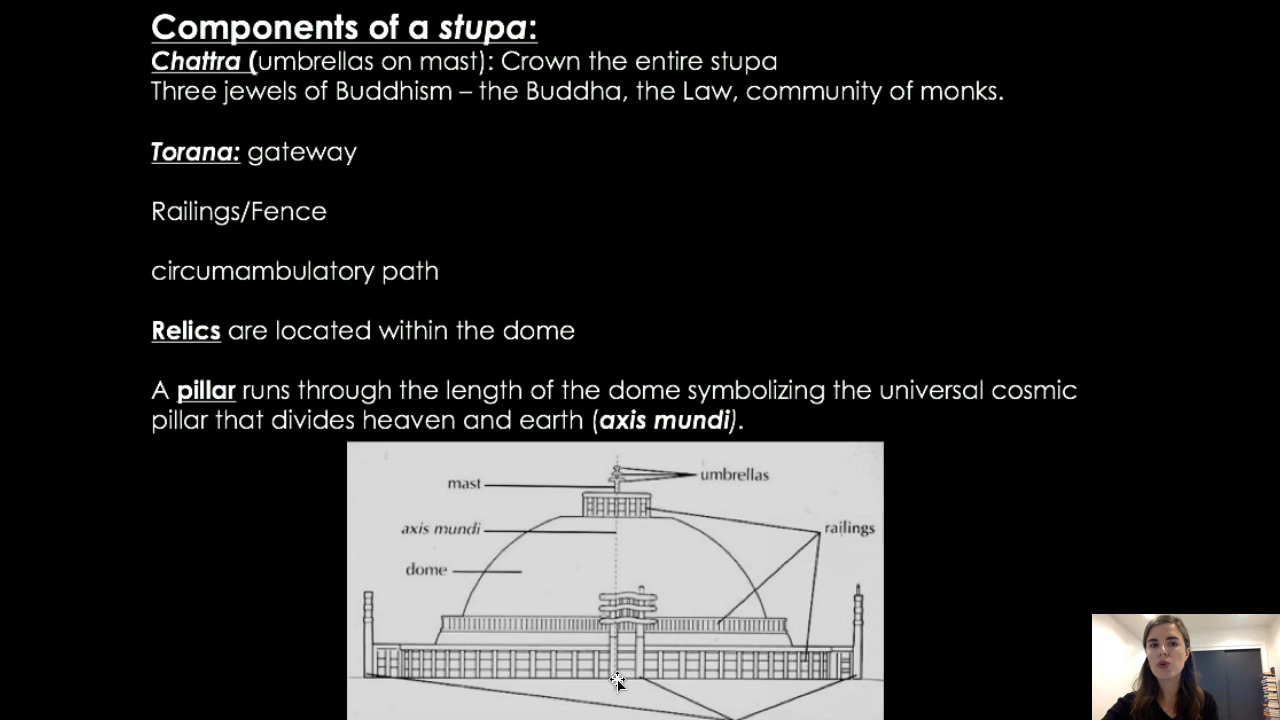 Components of a stupa:
Chattra (umbrellas on mast): Crown the entire stupa
Three jewels of Buddhism – the Buddha, the Law, community of monks.
Torana: gateway
Railings/Fence
circumambulatory path
Relics are located within the dome
A pillar runs through the length of the dome symbolizing the universal cosmic
pillar that divides heaven and earth (axis mundi).
umbrellas
mast
axis mundi
railings
dome